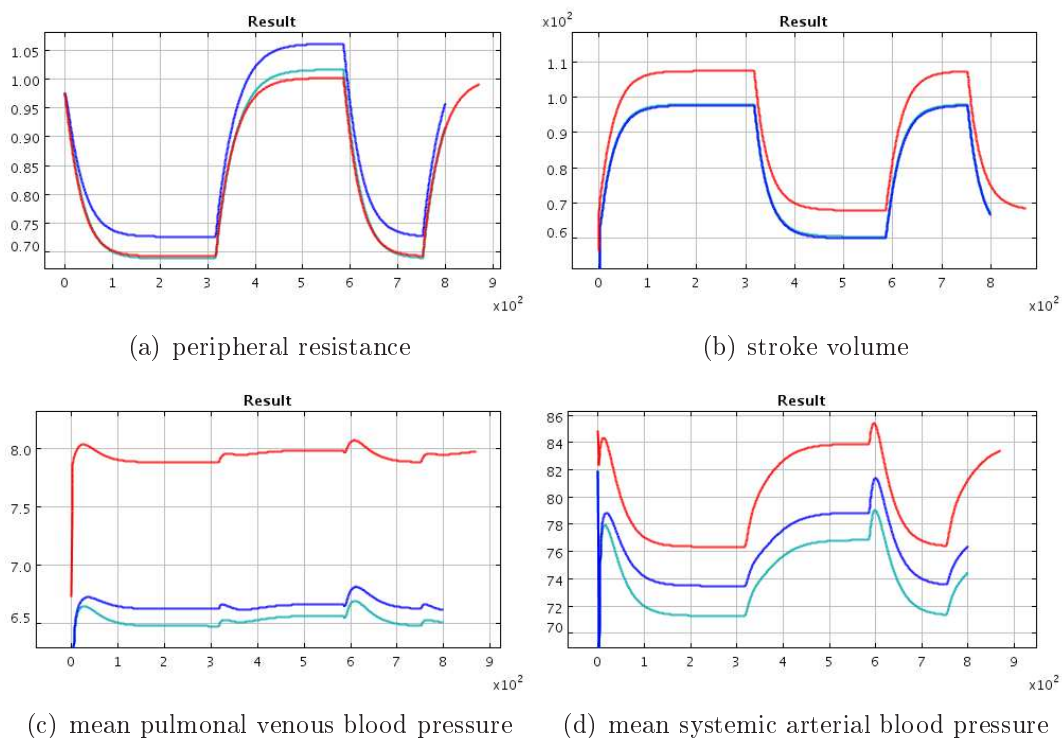 Result
1.05
1.00
0.95
0.90
0.85
0.80
0.75
0.70
0 1 2 3 4 5 6 7 8 9
x10²
(a) peripheral resistance
x10²
Result
1.1
1.0
0.9
0.8
0.7
0.6
0 1 2 3 4 5 6 7 8
x10²
(b) stroke volume
Result
8.0
7.5
7.0
6.5
0 1 2 3 4 5 6 7 8 9
x10²
(c) mean pulmonal venous blood pressure
Result
86
84
82
80
78
76
74
72
70
0 1 2 3 4 5 6 7 8 9
x10²
(d) mean systemic arterial blood pressure